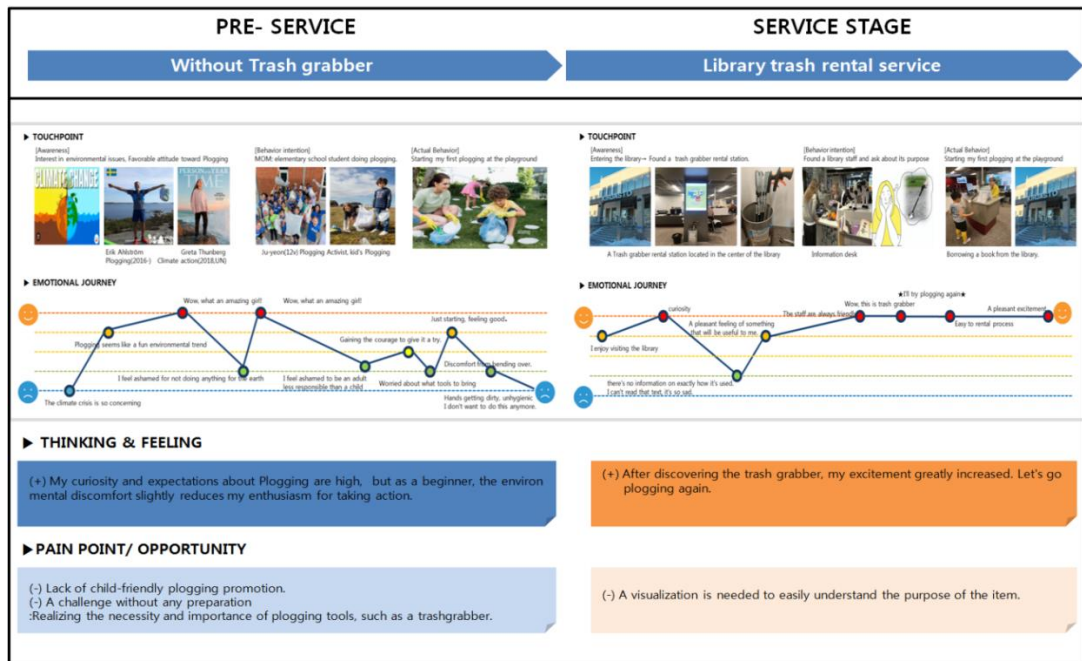 PRE- SERVICE
SERVICE STAGE
Without Trash grabber
Library trash rental service
▶ TOUCHPOINT
[Awareness]
Interest in environmental issues, Favorable attitude toward Plogging
[Behavior intention]
MOM: elementary school student doing plogging.
[Actual Behavior]
Starting my first plogging at the playground
CLIMATE CHANGE
TIME
Erik Ahlström
Plogging(2016-)
Greta Thunberg
Climate action(2018,UN)
Ju-yeon(12v) Plogging Activist, kid's Plogging
▶ TOUCHPOINT
[Awareness]
Entering the library→ Found a trash grabber rental station.
[Behavior intention]
Found a library staff and ask about its purpose
[Actual Behavior]
Starting my first plogging at the playground
A Trash grabber rental station located in the center of the library
Information desk
Borrowing a book from the library.
▶ EMOTIONAL JOURNEY
Wow, what an amazing girl!
Wow, what an amazing girl!
Just starting, feeling good.
Plogging seems like a fun environmental trend
Gaining the courage to give it a try.
Discomfort from bending over.
I feel ashamed for not doing anything for the earth
I feel ashamed to be an adult
less responsible than a child
Worried about what tools to bring
The climate crisis is so concerning
Hands getting dirty, unhygienic
I don't want to do this anymore.
▶ EMOTIONAL JOURNEY
★I'll try plogging again★
curiosity
The staff are always friendly
Wow, this is trash grabber
A pleasant excitement
A pleasant feeling of something
that will be useful to me.
Easy to rental process
I enjoy visiting the library
there's no information on exactly how it's used.
I can't read that text, it's so sad.
▶ THINKING & FEELING
(+) My curiosity and expectations about Plogging are high, but as a beginner, the environ
mental discomfort slightly reduces my enthusiasm for taking action.
(+) After discovering the trash grabber, my excitement greatly increased. Let's go
plogging again.
▶PAIN POINT/ OPPORTUNITY
(-) Lack of child-friendly plogging promotion.
(-) A challenge without any preparation
:Realizing the necessity and importance of plogging tools, such as a trashgrabber.
(-) A visualization is needed to easily understand the purpose of the item.